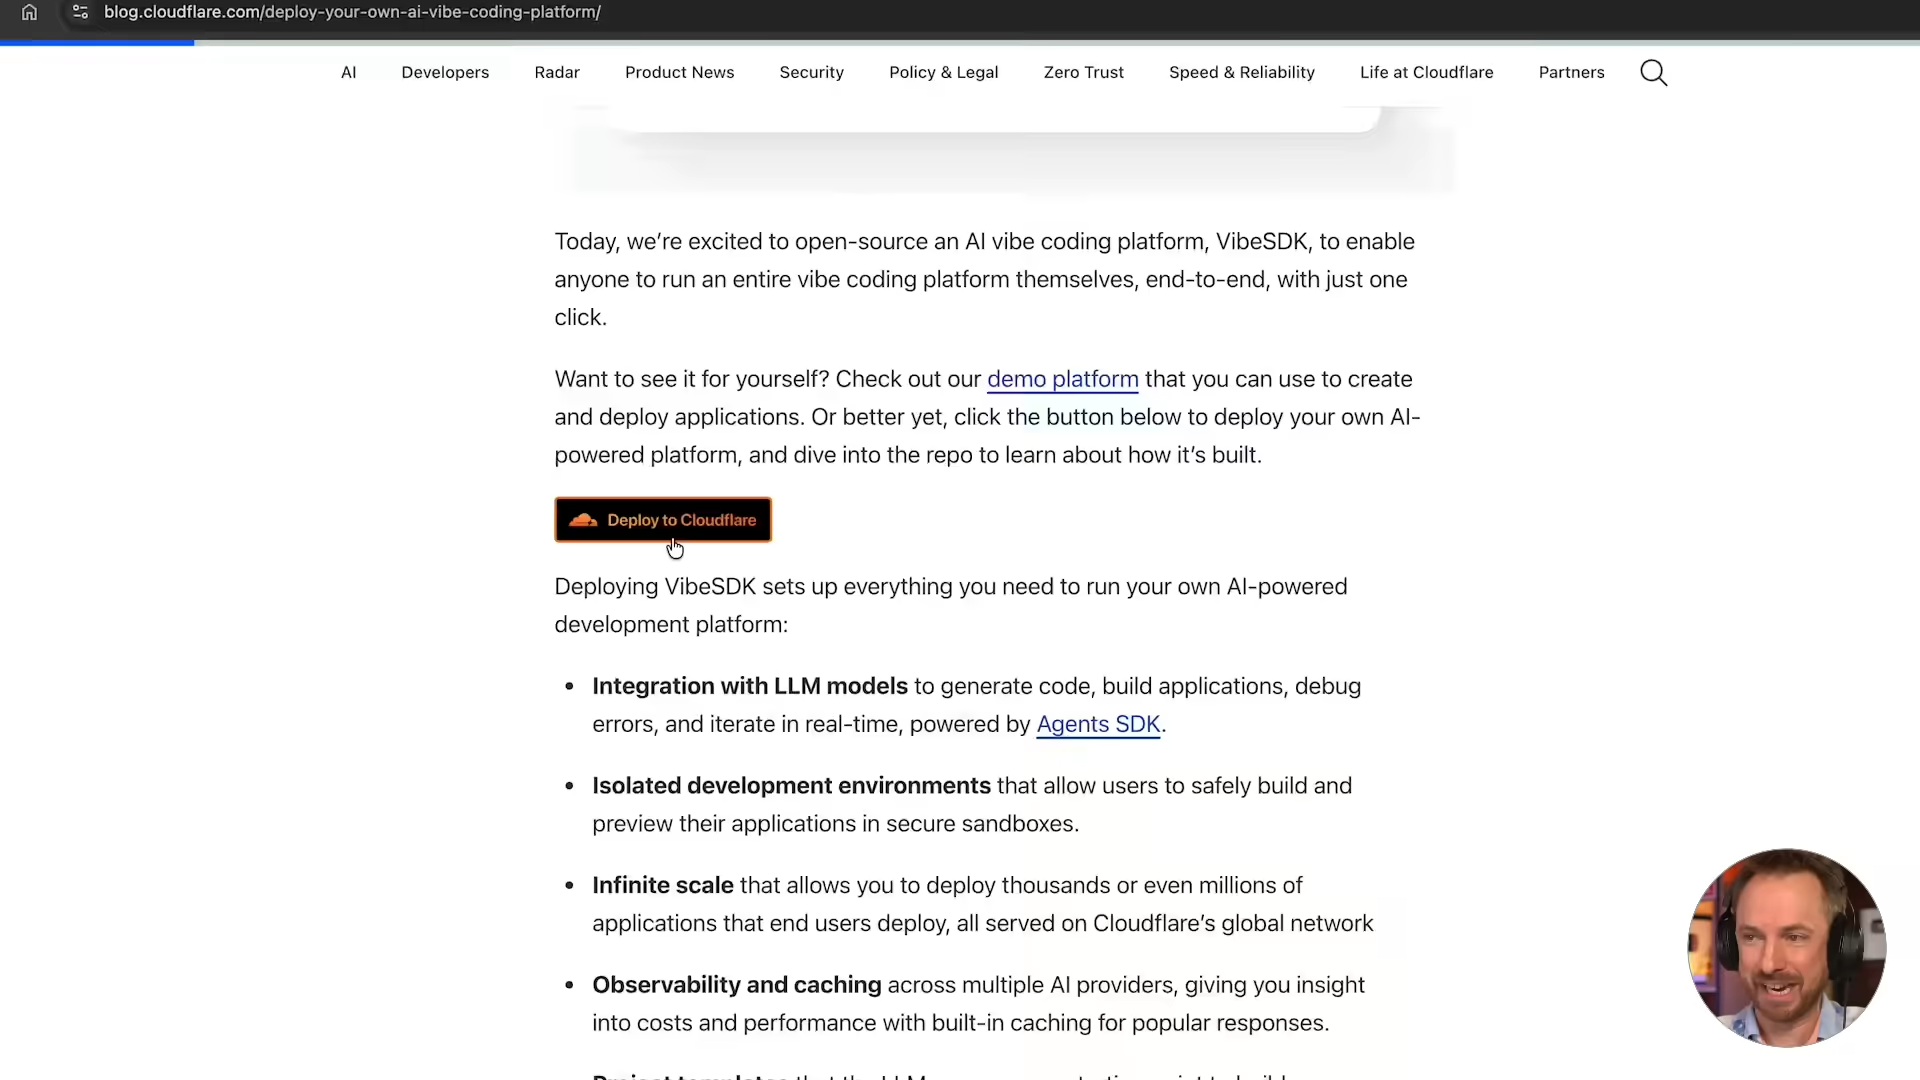 blog.cloudflare.com/deploy-your-own-ai-vibe-coding-platform/
AI Developers Radar Product News Security Policy & Legal Zero Trust Speed & Reliability Life at Cloudflare Partners
Today, we’re excited to open-source an AI vibe coding platform, VibeSDK, to enable
anyone to run an entire vibe coding platform themselves, end-to-end, with just one
click.
Want to see it for yourself? Check out our demo platform that you can use to create
and deploy applications. Or better yet, click the button below to deploy your own AI-
powered platform, and dive into the repo to learn about how it’s built.
Deploy to Cloudflare
Deploying VibeSDK sets up everything you need to run your own AI-powered
development platform:
• Integration with LLM models to generate code, build applications, debug
errors, and iterate in real-time, powered by Agents SDK.
• Isolated development environments that allow users to safely build and
preview their applications in secure sandboxes.
• Infinite scale that allows you to deploy thousands or even millions of
applications that end users deploy, all served on Cloudflare’s global network
• Observability and caching across multiple AI providers, giving you insight
into costs and performance with built-in caching for popular responses.